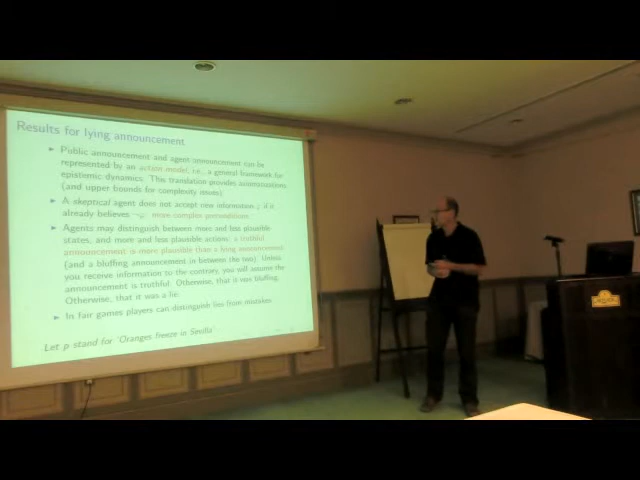 Results for lying announcement
Public announcement and agent announcement can be
represented by an action model, i.e., a general framework for
epistemic dynamics. This translation provides axiomatizations
(and upper bounds for complexity issues).
A skeptical agent does not accept new information φ if it
already believes ¬φ: more complex preconditions.
Agents may distinguish between more and less plausible
states, and more and less plausible actions: a truthful
announcement is more plausible than a lying announcement
(and a bluffing announcement in between the two). Unless
you receive information to the contrary, you will assume the
announcement is truthful. Otherwise, that it was bluffing.
Otherwise, that it was a lie.
In fair games players can distinguish lies from mistakes.
Let p stand for 'Oranges freeze in Sevilla'